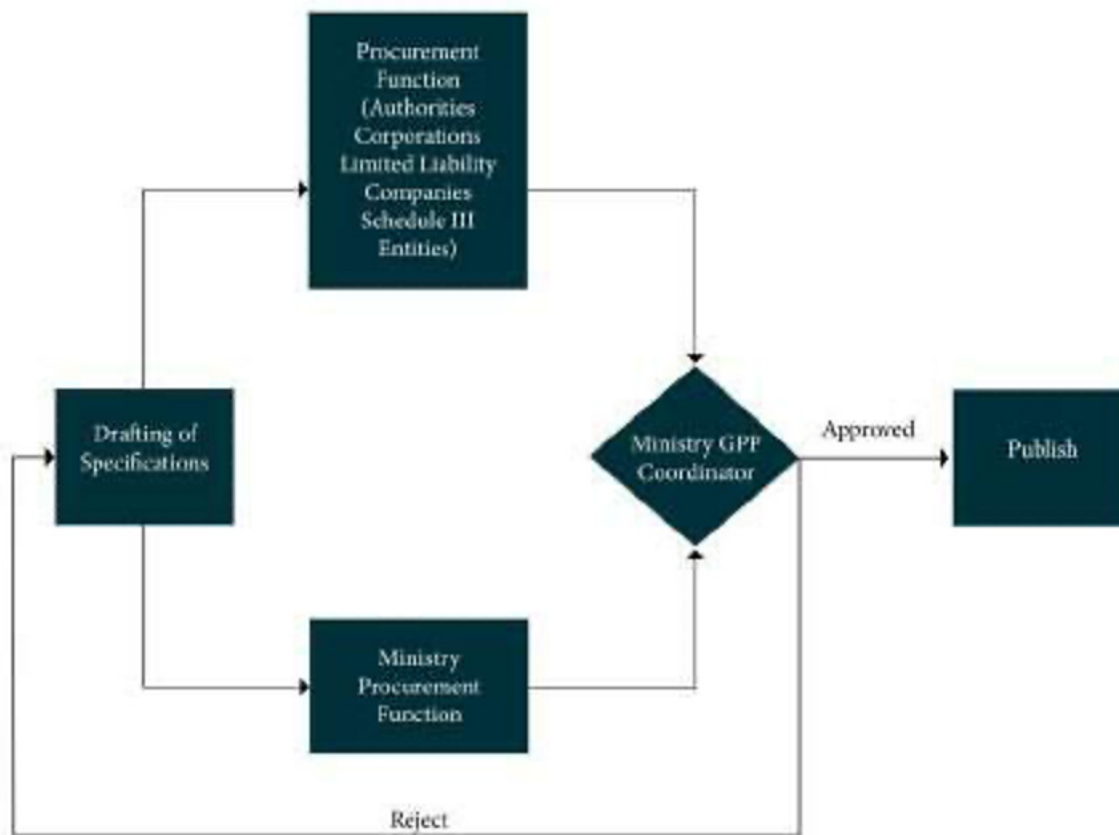 Procurement
Function
(Authorities
Corporations
Limited Liability
Companies
Schedule III
Entities)
Drafting of
Specifications
Ministry GPP
Coordinator
Approved
Publish
Ministry
Procurement
Function
Reject